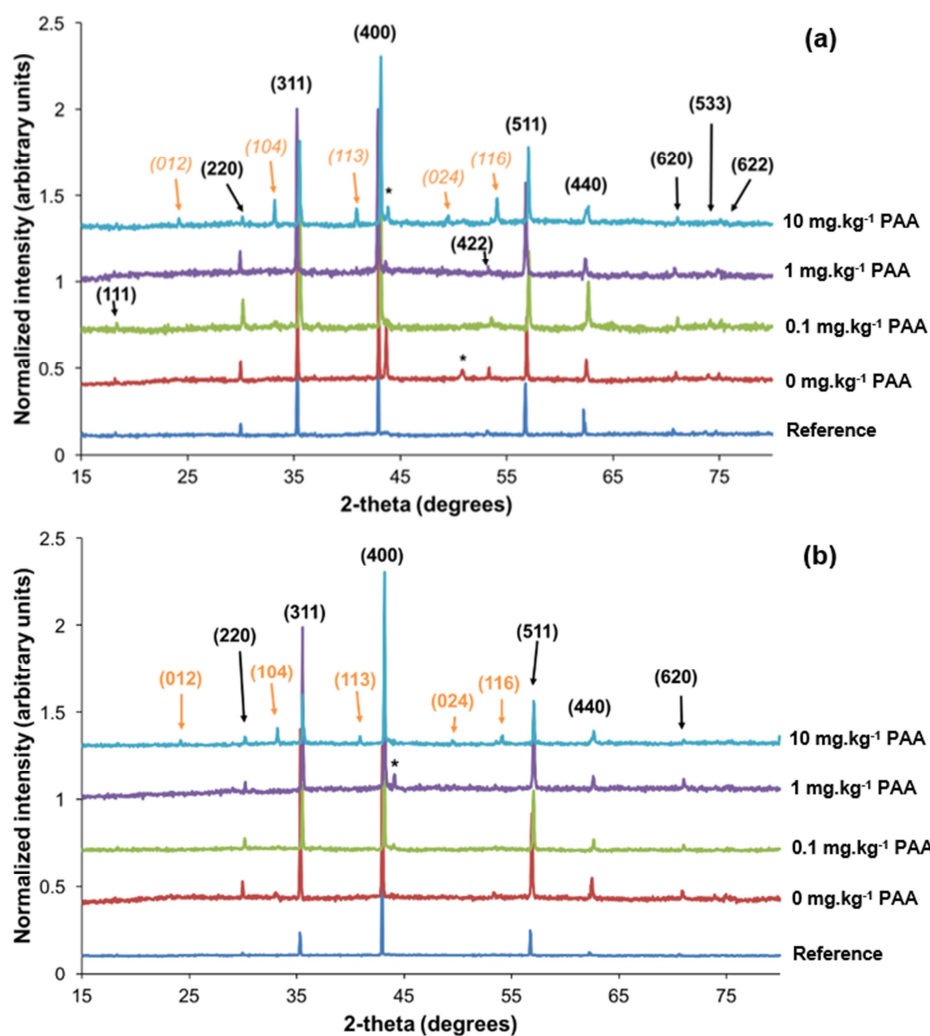 (a)
Normalized intensity (arbitrary units)
2.5
2
1.5
1
0.5
0
(400)
(311)
(511)
(533)
(012)
(220)
(104)
(113)
*
(024)
(116)
(440)
(620)
(622)
(111)
(422)
*
10 mg.kg⁻¹ PAA
1 mg.kg⁻¹ PAA
0.1 mg.kg⁻¹ PAA
0 mg.kg⁻¹ PAA
Reference
15 25 35 45 55 65 75
2-theta (degrees)
(b)
Normalized intensity (arbitrary units)
2.5
2
1.5
1
0.5
0
(400)
(311)
(220)
(511)
(012)
(104)
(113)
(024)
(116)
(440)
(620)
*
10 mg.kg⁻¹ PAA
1 mg.kg⁻¹ PAA
0.1 mg.kg⁻¹ PAA
0 mg.kg⁻¹ PAA
Reference
15 25 35 45 55 65 75
2-theta (degrees)